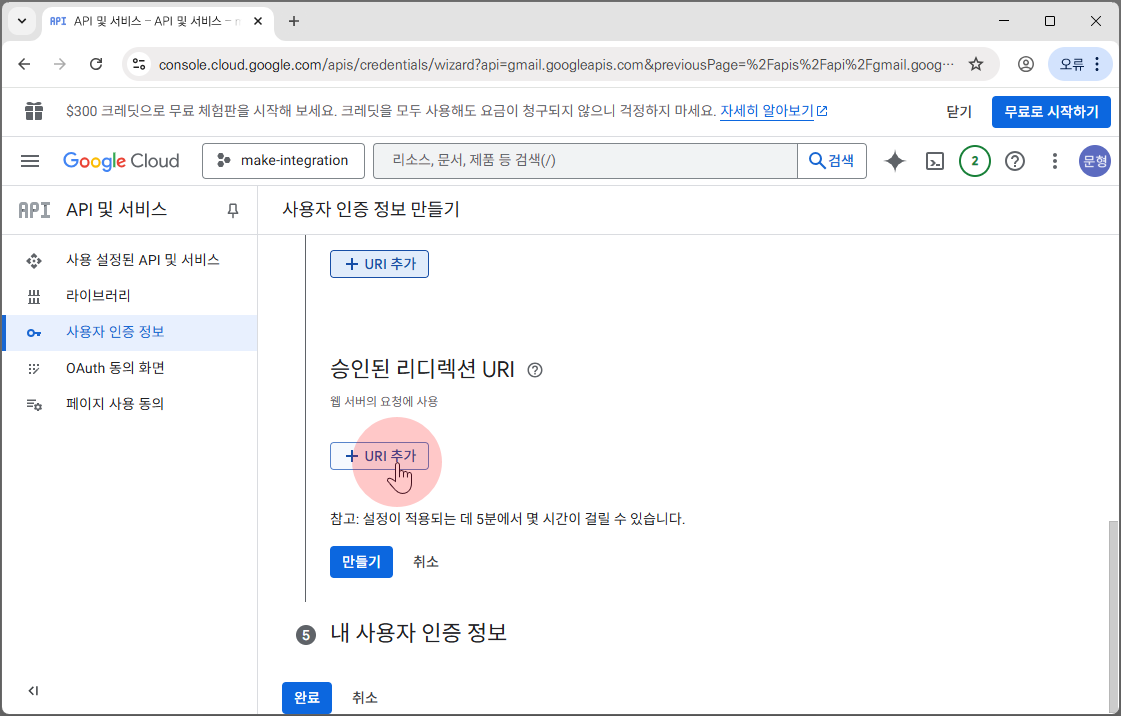 API API 및 서비스 – API 및 서비스 –
console.cloud.google.com/apis/credentials/wizard?api=gmail.googleapis.com&previousPage=%2Fapis%2Fapi%2Fgmail.goog…
오류
$300 크레딧으로 무료 체험판을 시작해 보세요. 크레딧을 모두 사용해도 요금이 청구되지 않으니 걱정하지 마세요. 자세히 알아보기
닫기
무료로 시작하기
Google Cloud
make-integration
리소스, 문서, 제품 등 검색(/)
검색
2
문형
API API 및 서비스
사용자 인증 정보 만들기
사용 설정된 API 및 서비스
라이브러리
사용자 인증 정보
OAuth 동의 화면
페이지 사용 동의
+ URI 추가
승인된 리디렉션 URI
웹 서버의 요청에 사용
+ URI 추가
참고: 설정이 적용되는 데 5분에서 몇 시간이 걸릴 수 있습니다.
만들기 취소
5 내 사용자 인증 정보
완료 취소